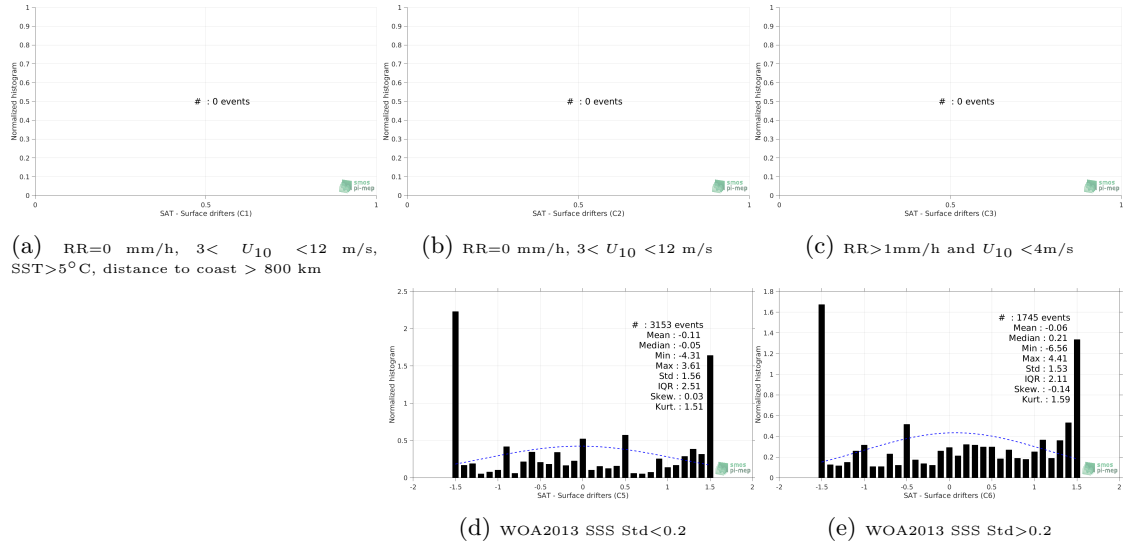 Normalized histogram
1
0.9
0.8
0.7
0.6
0.5
0.4
0.3
0.2
0.1
0
# : 0 events
smos
pi-mep
0 0.5 1
SAT - Surface drifters (C1)
(a) RR=0 mm/h, 3< U10 <12 m/s,
SST>5°C, distance to coast > 800 km
Normalized histogram
1
0.9
0.8
0.7
0.6
0.5
0.4
0.3
0.2
0.1
0
# : 0 events
smos
pi-mep
0 0.5 1
SAT - Surface drifters (C2)
(b) RR=0 mm/h, 3< U10 <12 m/s
Normalized histogram
1
0.9
0.8
0.7
0.6
0.5
0.4
0.3
0.2
0.1
0
# : 0 events
smos
pi-mep
0 0.5 1
SAT - Surface drifters (C3)
(c) RR>1mm/h and U10 <4m/s
Normalized histogram
2.5
2
1.5
1
0.5
0
# : 3153 events
Mean : -0.11
Median : -0.05
Min : -4.31
Max : 3.61
Std : 1.56
IQR : 2.51
Skew. : 0.03
Kurt. : 1.51
smos
pi-mep
-2 -1.5 -1 -0.5 0 0.5 1 1.5 2
SAT - Surface drifters (C5)
(d) WOA2013 SSS Std<0.2
Normalized histogram
1.8
1.6
1.4
1.2
1
0.8
0.6
0.4
0.2
0
# : 1745 events
Mean : -0.06
Median : 0.21
Min : -6.56
Max : 4.41
Std : 1.53
IQR : 2.11
Skew. : -0.14
Kurt. : 1.59
smos
pi-mep
-2 -1.5 -1 -0.5 0 0.5 1 1.5 2
SAT - Surface drifters (C6)
(e) WOA2013 SSS Std>0.2